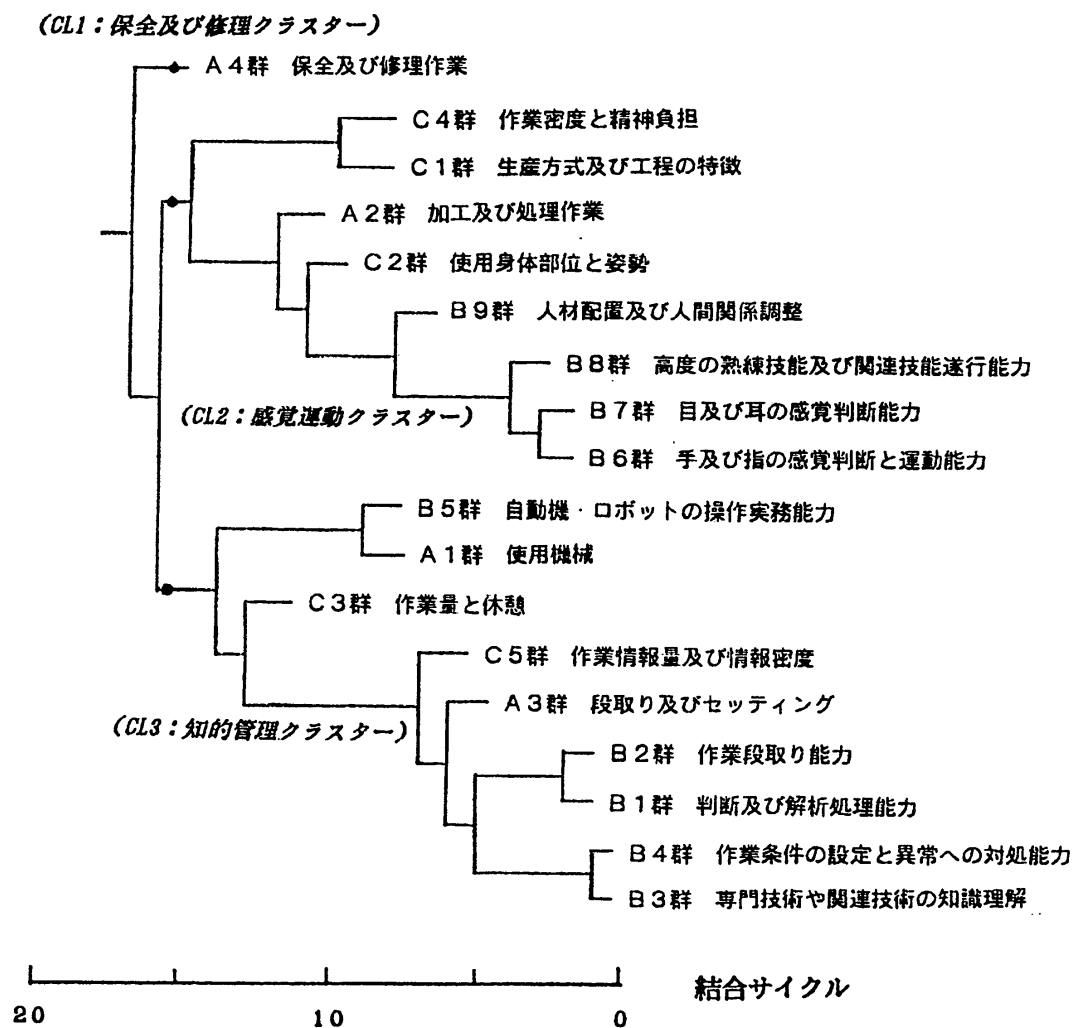 (CL1：保全及び修理クラスター)
A4群 保全及び修理作業
C4群 作業密度と精神負担
C1群 生産方式及び工程の特徴
A2群 加工及び処理作業
C2群 使用身体部位と姿勢
B9群 人材配置及び人間関係調整
B8群 高度の熟練技能及び関連技能遂行能力
B7群 目及び耳の感覚判断能力
(CL2：感覚運動クラスター)
B6群 手及び指の感覚判断と運動能力
B5群 自動機・ロボットの操作実務能力
A1群 使用機械
C3群 作業量と休憩
C5群 作業情報量及び情報密度
A3群 段取り及びセッティング
(CL3：知的管理クラスター)
B2群 作業段取り能力
B1群 判断及び解析処理能力
B4群 作業条件の設定と異常への対処能力
B3群 専門技術や関連技術の知識理解
結合サイクル
20 10 0